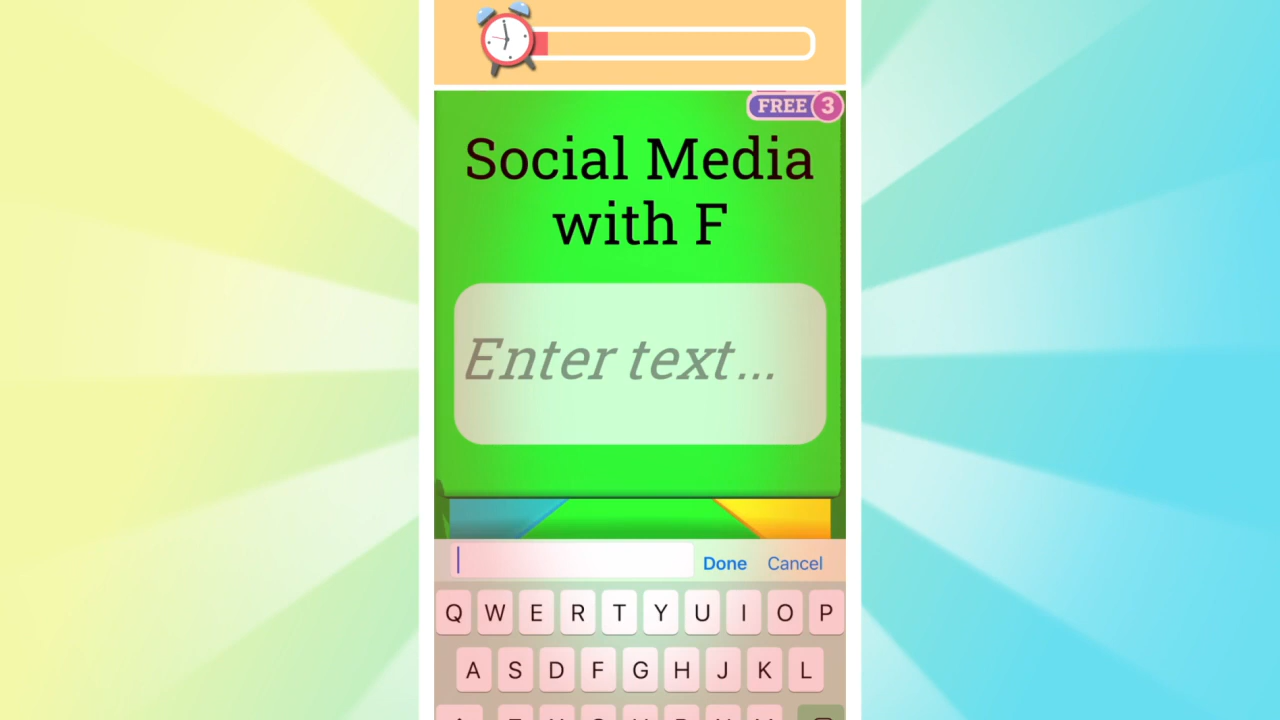 FREE 3
Social Media
with F
Enter text...
Done Cancel
Q W E R T Y U I O P
A S D F G H J K L